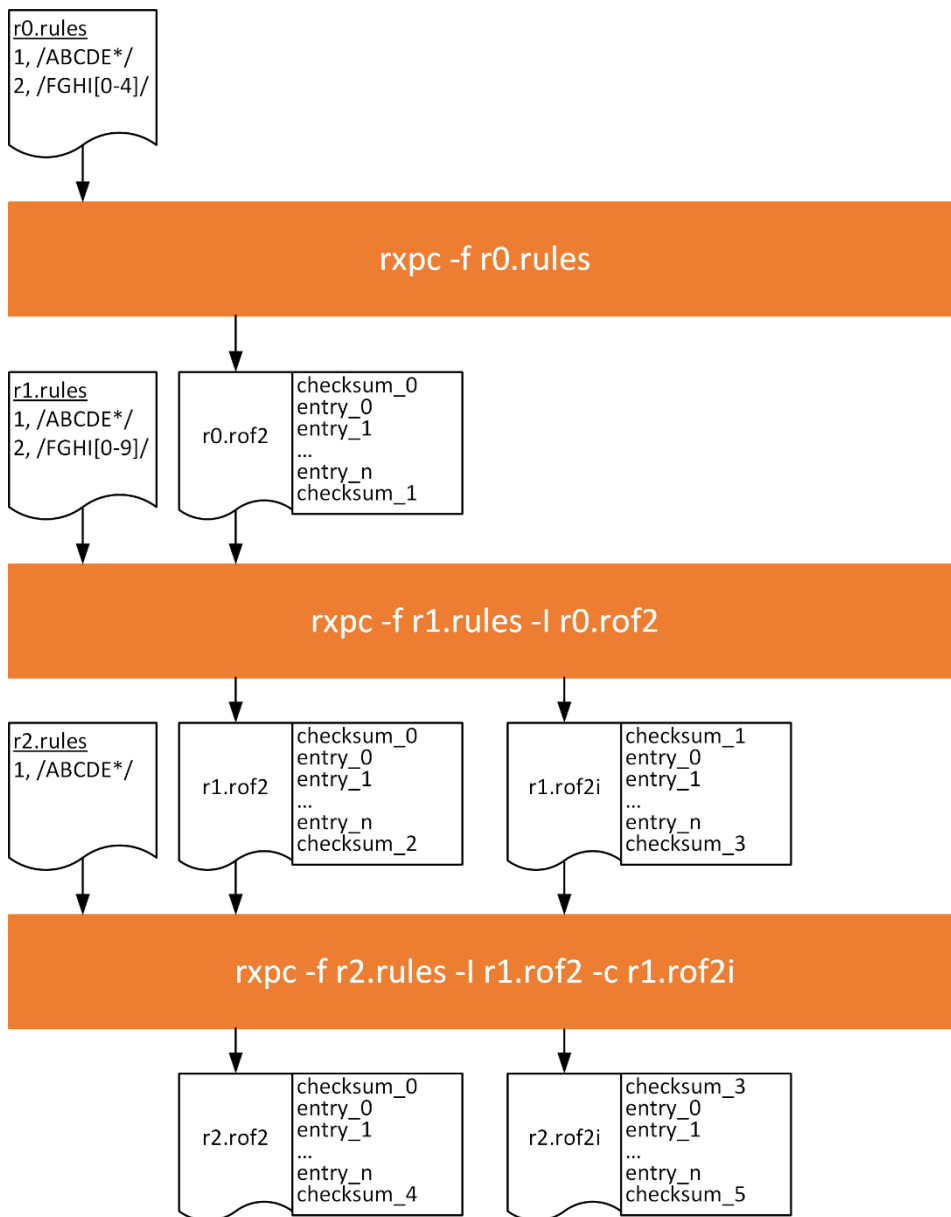 r0.rules
1, /ABCDE*/
2, /FGHI[0-4]/
rxpc -f r0.rules
r1.rules
1, /ABCDE*/
2, /FGHI[0-9]/
r0.rof2
checksum_0
entry_0
entry_1
...
entry_n
checksum_1
rxpc -f r1.rules -I r0.rof2
r2.rules
1, /ABCDE*/
r1.rof2
checksum_0
entry_0
entry_1
...
entry_n
checksum_2
r1.rof2i
checksum_1
entry_0
entry_1
...
entry_n
checksum_3
rxpc -f r2.rules -I r1.rof2 -c r1.rof2i
r2.rof2
checksum_0
entry_0
entry_1
...
entry_n
checksum_4
r2.rof2i
checksum_3
entry_0
entry_1
...
entry_n
checksum_5